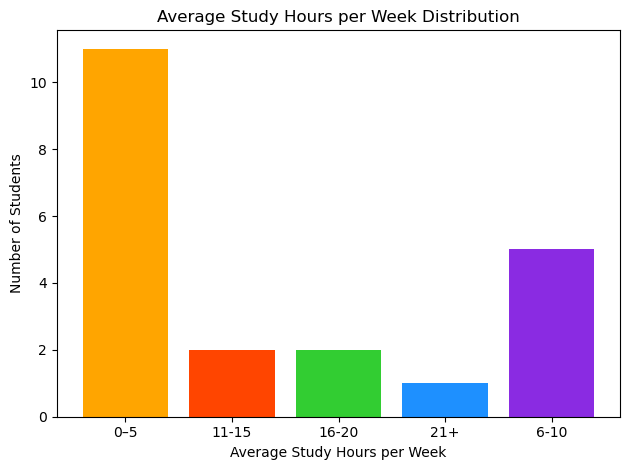 Average Study Hours per Week Distribution
Number of Students
10
8
6
4
2
0
0–5 11-15 16-20 21+ 6-10
Average Study Hours per Week